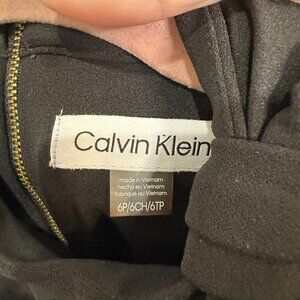 Calvin Klein
made in Vietnam
hecho en Vietnam
fabriqué au Vietnam
6P/6CH/6TP